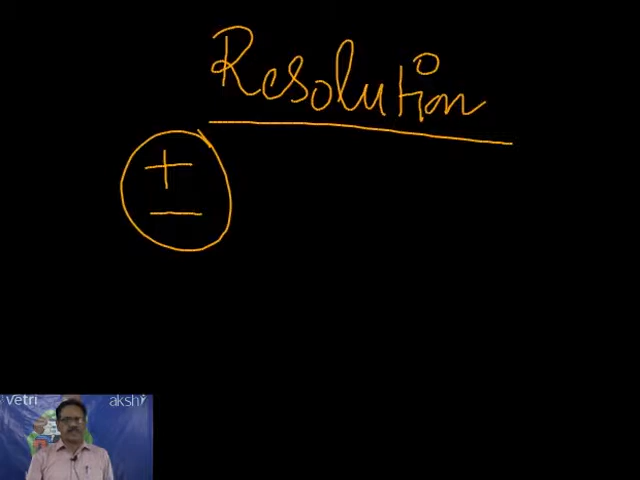 Resolution
+
−
vetri
akshy